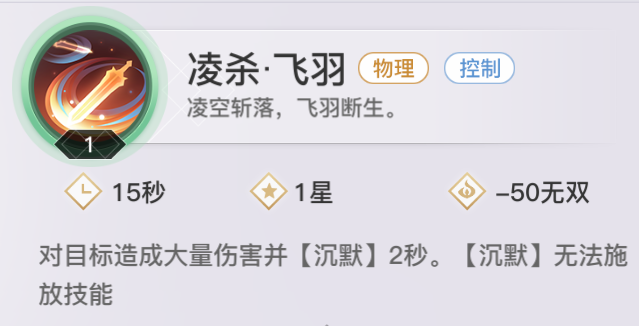 凌杀·飞羽 物理 控制
凌空斩落，飞羽断生。
1
15秒 1星 -50无双
对目标造成大量伤害并【沉默】2秒。【沉默】无法施
放技能